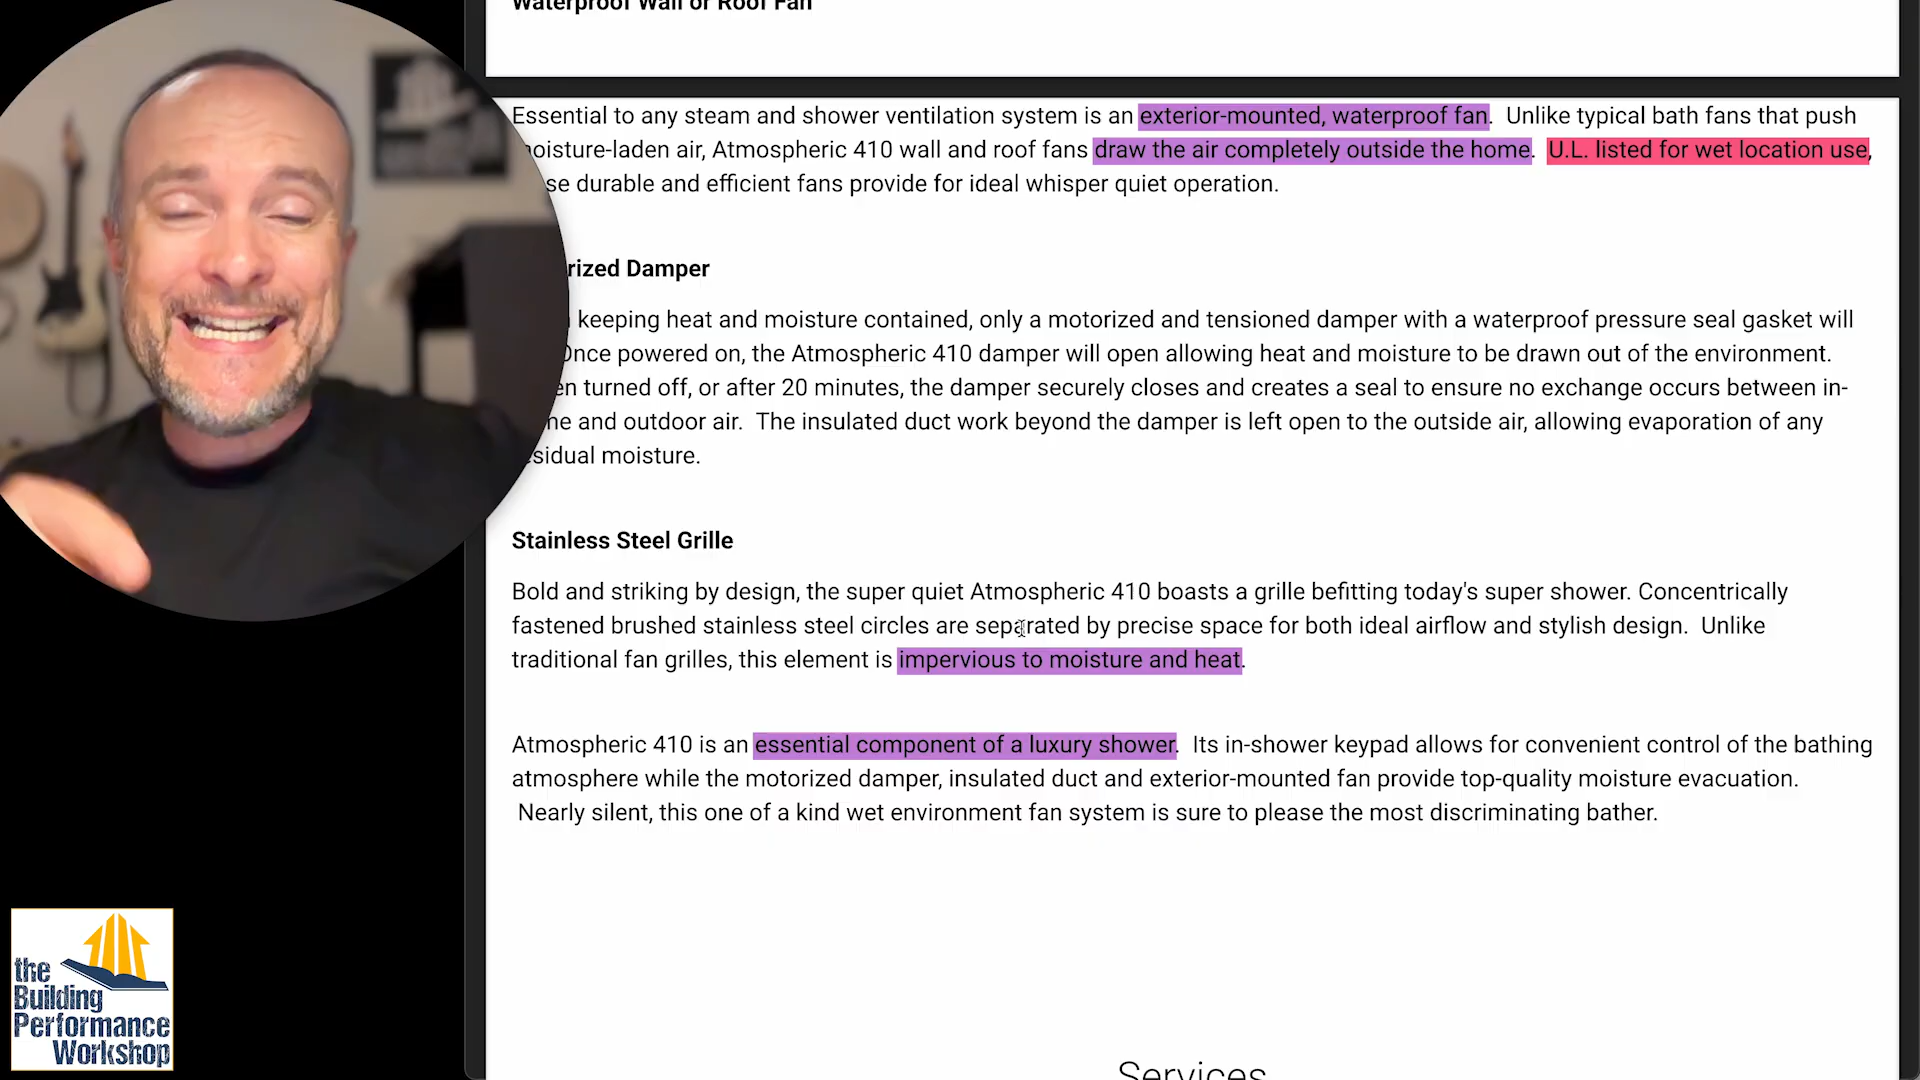 Waterproof Wall or Roof Fan
Essential to any steam and shower ventilation system is an exterior-mounted, waterproof fan.  Unlike typical bath fans that push
moisture-laden air, Atmospheric 410 wall and roof fans draw the air completely outside the home.  U.L. listed for wet location use,
se durable and efficient fans provide for ideal whisper quiet operation.
rized Damper
keeping heat and moisture contained, only a motorized and tensioned damper with a waterproof pressure seal gasket will
Once powered on, the Atmospheric 410 damper will open allowing heat and moisture to be drawn out of the environment.
en turned off, or after 20 minutes, the damper securely closes and creates a seal to ensure no exchange occurs between in-
me and outdoor air.  The insulated duct work beyond the damper is left open to the outside air, allowing evaporation of any
esidual moisture.
Stainless Steel Grille
Bold and striking by design, the super quiet Atmospheric 410 boasts a grille befitting today's super shower. Concentrically
fastened brushed stainless steel circles are separated by precise space for both ideal airflow and stylish design.  Unlike
traditional fan grilles, this element is impervious to moisture and heat.
Atmospheric 410 is an essential component of a luxury shower.  Its in-shower keypad allows for convenient control of the bathing
atmosphere while the motorized damper, insulated duct and exterior-mounted fan provide top-quality moisture evacuation.
Nearly silent, this one of a kind wet environment fan system is sure to please the most discriminating bather.
Services
the
Building
Performance
Workshop